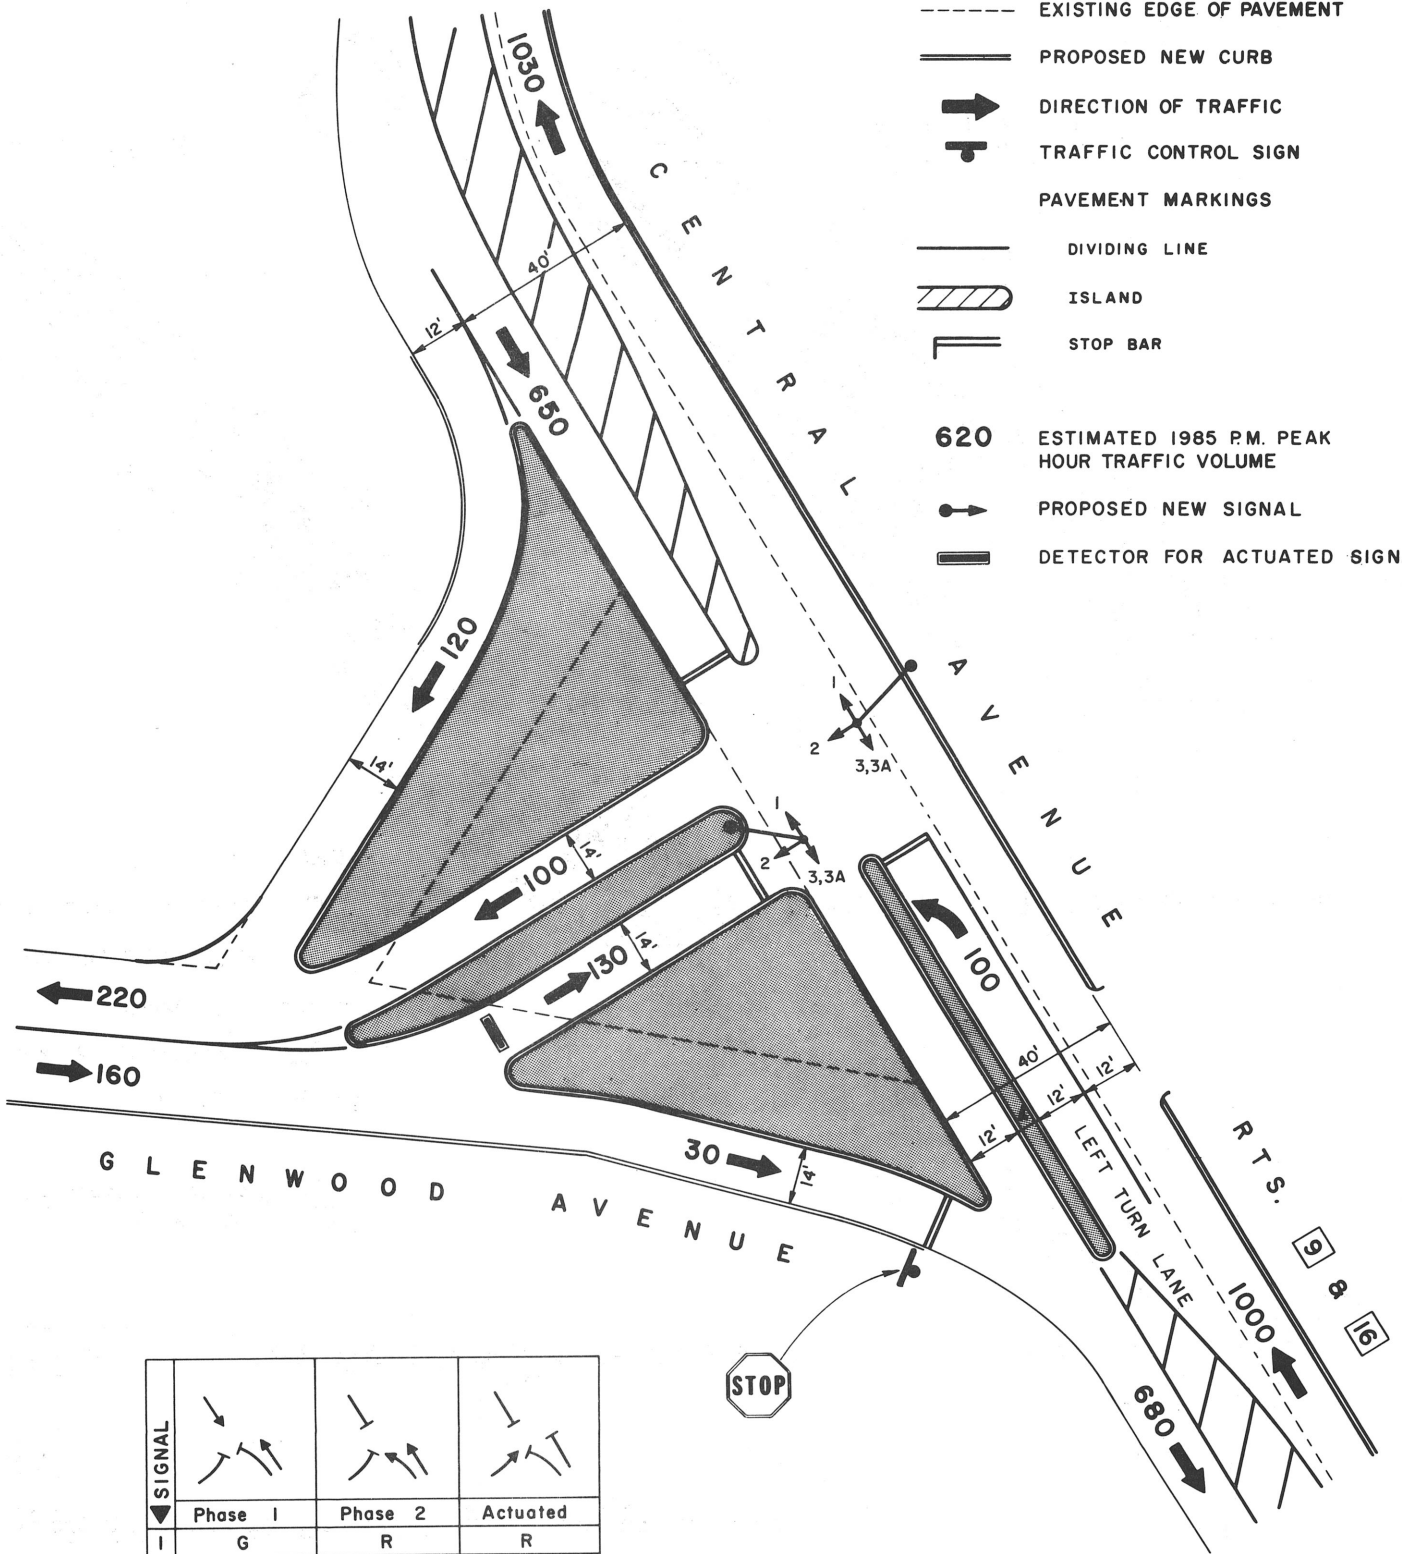 EXISTING EDGE OF PAVEMENT
PROPOSED NEW CURB
DIRECTION OF TRAFFIC
TRAFFIC CONTROL SIGN
PAVEMENT MARKINGS
DIVIDING LINE
ISLAND
STOP BAR
620 ESTIMATED 1985 P.M. PEAK
HOUR TRAFFIC VOLUME
PROPOSED NEW SIGNAL
DETECTOR FOR ACTUATED SIGN
1030
CENTRAL AVENUE
40'
12'
650
120
14'
1
2
3,3A
1
2
3,3A
100
14'
130
14'
100
220
160
40'
12'
12'
12'
LEFT TURN LANE
30
14'
GLENWOOD AVENUE
RTS. 9 & 16
1000
680
STOP
SIGNAL
Phase 1 Phase 2 Actuated
1 G R R